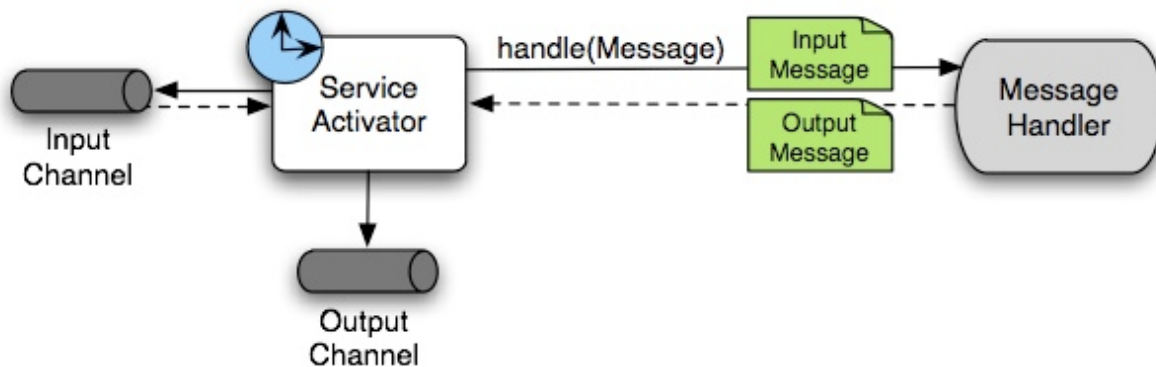 Input
Channel
Service
Activator
handle(Message)
Input
Message
Output
Message
Message
Handler
Output
Channel